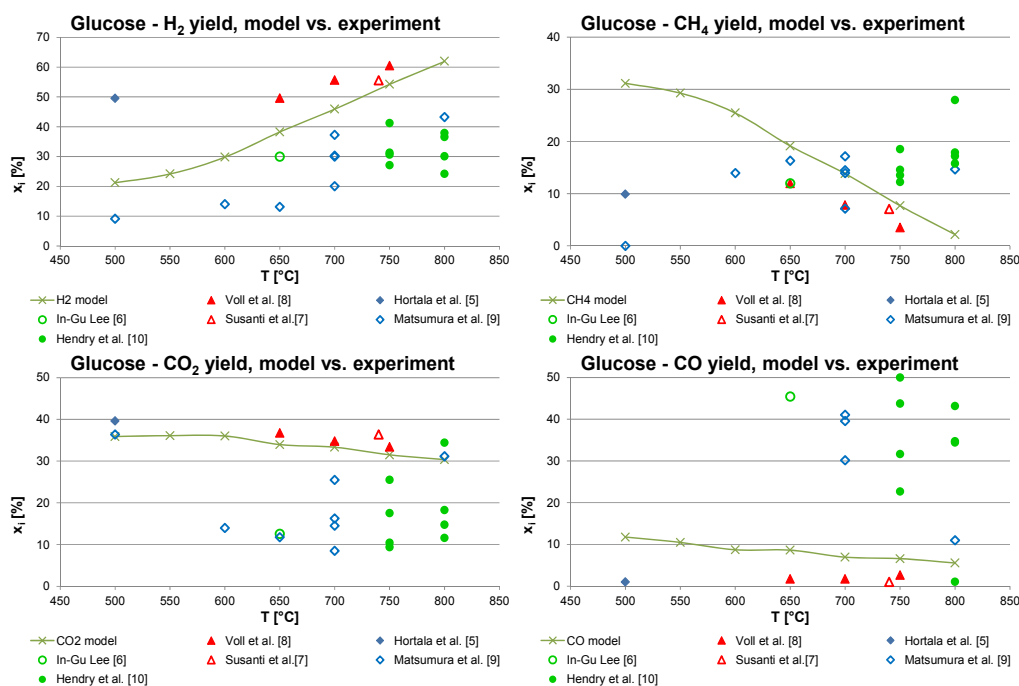 Glucose - H₂ yield, model vs. experiment
70
60
50
40
30
20
10
0
xᵢ [%]
450 500 550 600 650 700 750 800 850
T [°C]
H2 model Voll et al. [8] Hortala et al. [5]
In-Gu Lee [6] Susanti et al.[7] Matsumura et al. [9]
Hendry et al. [10]
Glucose - CH₄ yield, model vs. experiment
40
30
20
10
0
xᵢ [%]
450 500 550 600 650 700 750 800 850
T [°C]
CH4 model Voll et al. [8] Hortala et al. [5]
In-Gu Lee [6] Susanti et al.[7] Matsumura et al. [9]
Hendry et al. [10]
Glucose - CO₂ yield, model vs. experiment
50
40
30
20
10
0
xᵢ [%]
450 500 550 600 650 700 750 800 850
T [°C]
CO2 model Voll et al. [8] Hortala et al. [5]
In-Gu Lee [6] Susanti et al.[7] Matsumura et al. [9]
Hendry et al. [10]
Glucose - CO yield, model vs. experiment
50
40
30
20
10
0
xᵢ [%]
450 500 550 600 650 700 750 800 850
T [°C]
CO model Voll et al. [8] Hortala et al. [5]
In-Gu Lee [6] Susanti et al.[7] Matsumura et al. [9]
Hendry et al. [10]